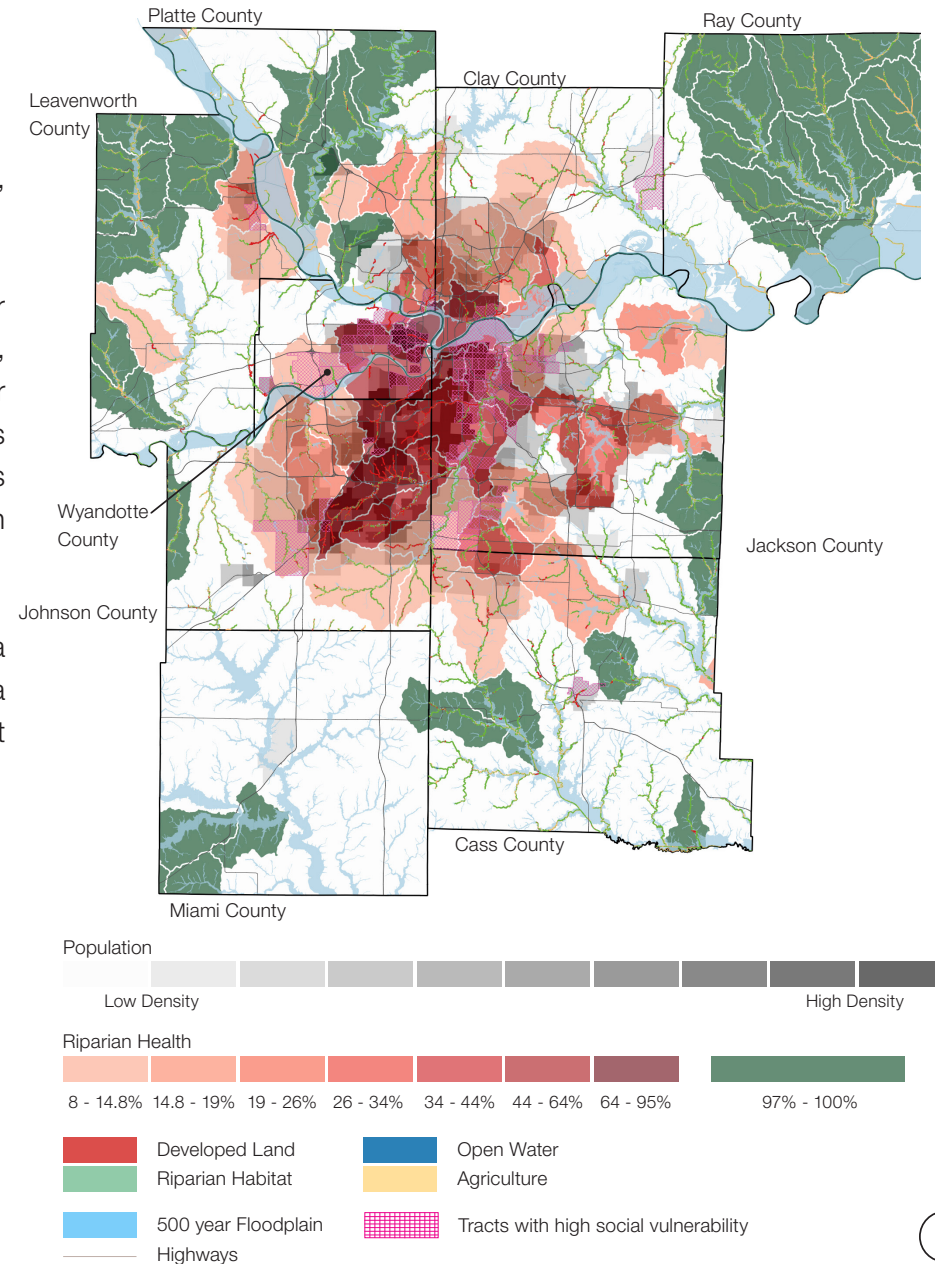 Platte County
Ray County
Clay County
Leavenworth
County
,
r
,
r
s
s
n
Wyandotte
County
Jackson County
Johnson County
a
a
t
Cass County
Miami County
Population
Low Density High Density
Riparian Health
8 - 14.8% 14.8 - 19% 19 - 26% 26 - 34% 34 - 44% 44 - 64% 64 - 95% 97% - 100%
Developed Land Open Water
Riparian Habitat Agriculture
500 year Floodplain Tracts with high social vulnerability
Highways